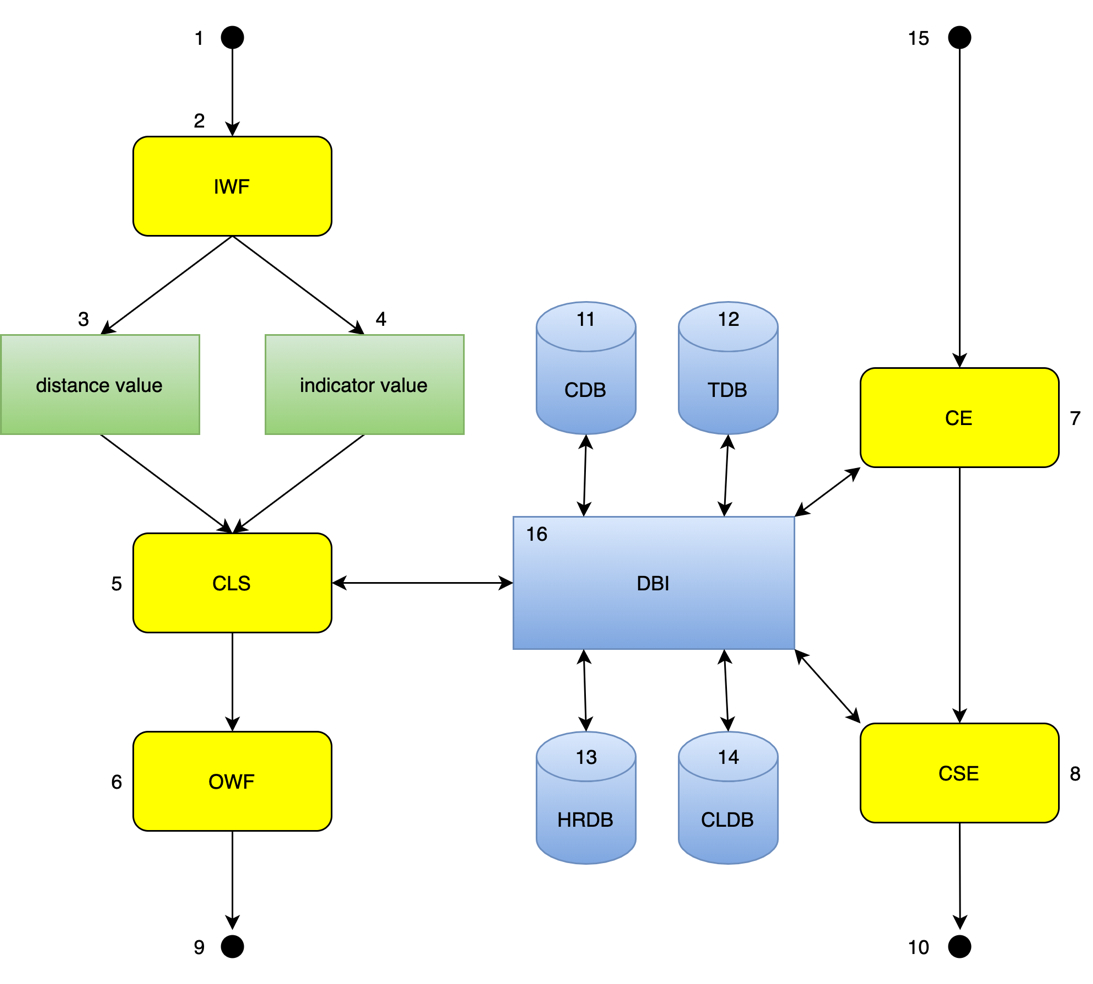 1
15
2
IWF
3
4
distance value
indicator value
11
12
CDB
TDB
CE
7
16
5
CLS
DBI
13
14
6
OWF
HRDB
CLDB
CSE
8
9
10